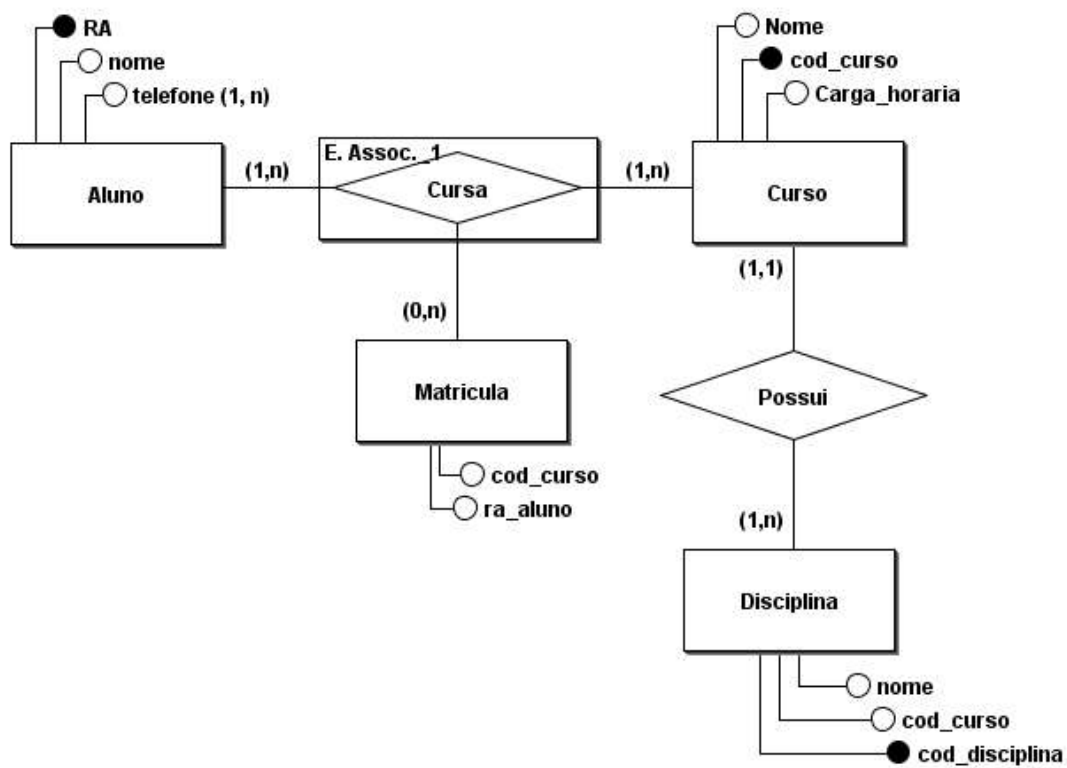 RA
nome
telefone (1, n)
Nome
cod_curso
Carga_horaria
Aluno
(1,n)
E. Assoc._1
Cursa
(1,n)
Curso
(1,1)
(0,n)
Matricula
Possui
cod_curso
ra_aluno
(1,n)
Disciplina
nome
cod_curso
cod_disciplina